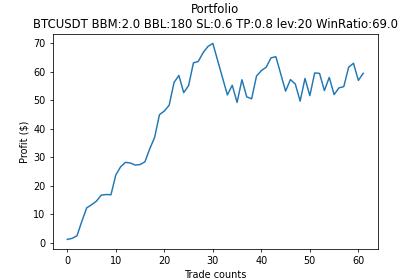 Portfolio
BTCUSDT BBM:2.0 BBL:180 SL:0.6 TP:0.8 lev:20 WinRatio:69.0
70
60
50
40
30
20
10
0
Profit ($)
0 10 20 30 40 50 60
Trade counts